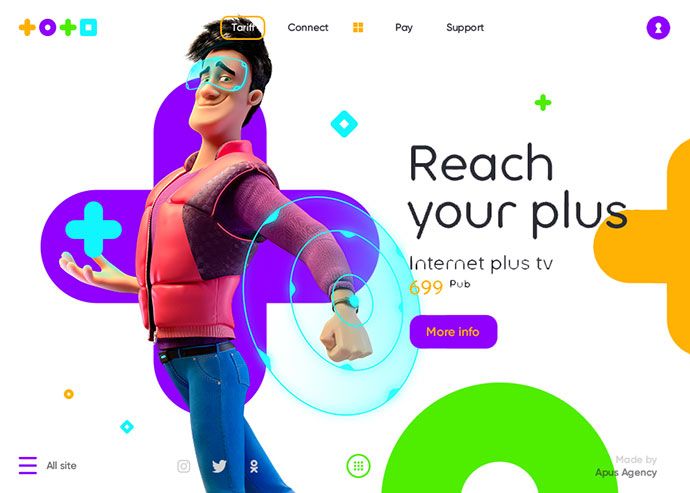 Tarifi
Connect
Pay
Support
Reach
your plus
Internet plus tv
699 Pub
More info
All site
Made by
Apus Agency